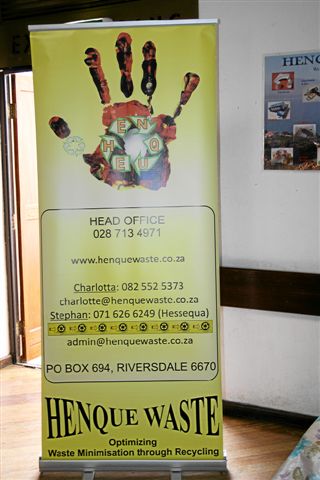 HENQU
HEAD OFFICE
028 713 4971
www.henquewaste.co.za
Charlotta: 082 552 5373
charlotte@henquewaste.co.za
Stephan: 071 626 6249 (Hessequa)
admin@henquewaste.co.za
PO BOX 694, RIVERSDALE 6670
HENQUE WASTE
Optimizing
Waste Minimisation through Recycling